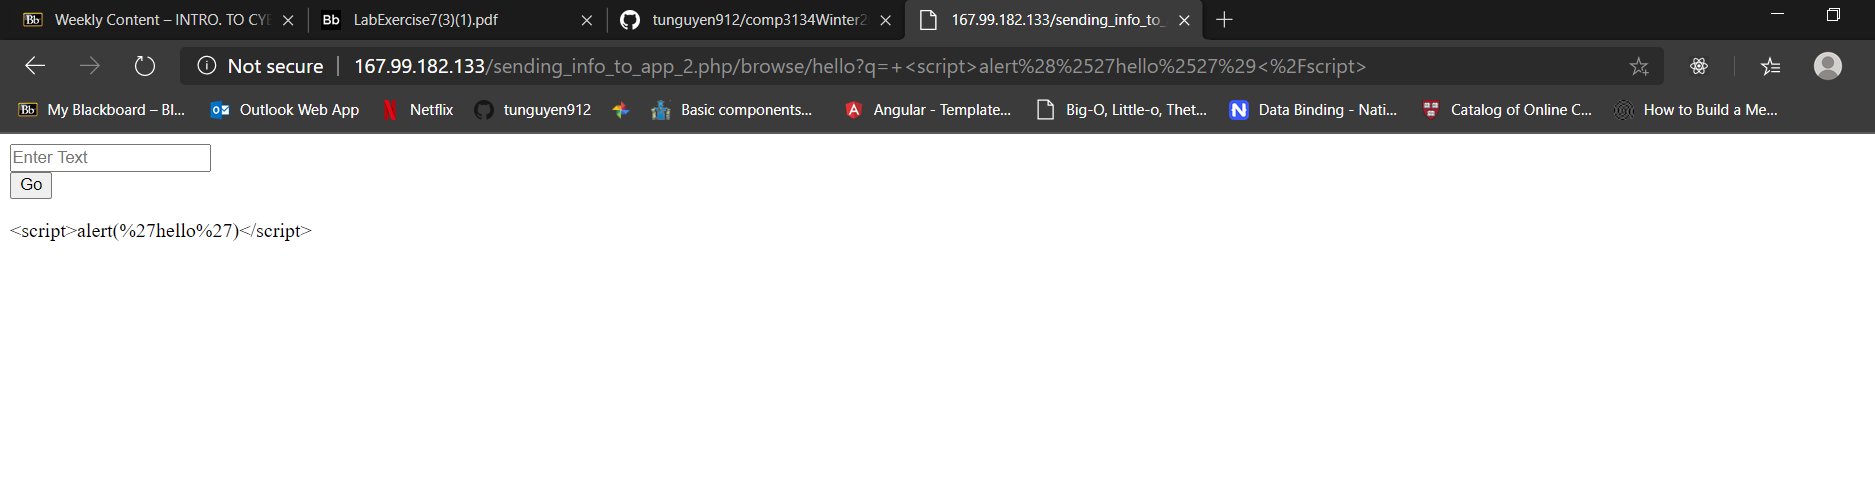 Weekly Content – INTRO. TO CYB
LabExercise7(3)(1).pdf
tunguyen912/comp3134Winter2
167.99.182.133/sending_info_to_
Not secure | 167.99.182.133/sending_info_to_app_2.php/browse/hello?q=+<script>alert%28%2527hello%2527%29<%2Fscript>
Bb My Blackboard – Bl... Outlook Web App Netflix tunguyen912 Basic components... Angular - Template... Big-O, Little-o, Thet... Data Binding - Nati... Catalog of Online C... How to Build a Me...
Enter Text
Go
<script>alert(%27hello%27)</script>